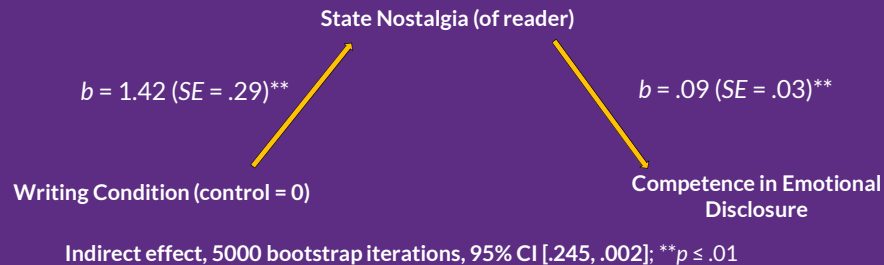 State Nostalgia (of reader)
b = 1.42 (SE = .29)**
b = .09 (SE = .03)**
Writing Condition (control = 0)
Competence in Emotional
Disclosure
Indirect effect, 5000 bootstrap iterations, 95% CI [.245, .002]; **p ≤ .01